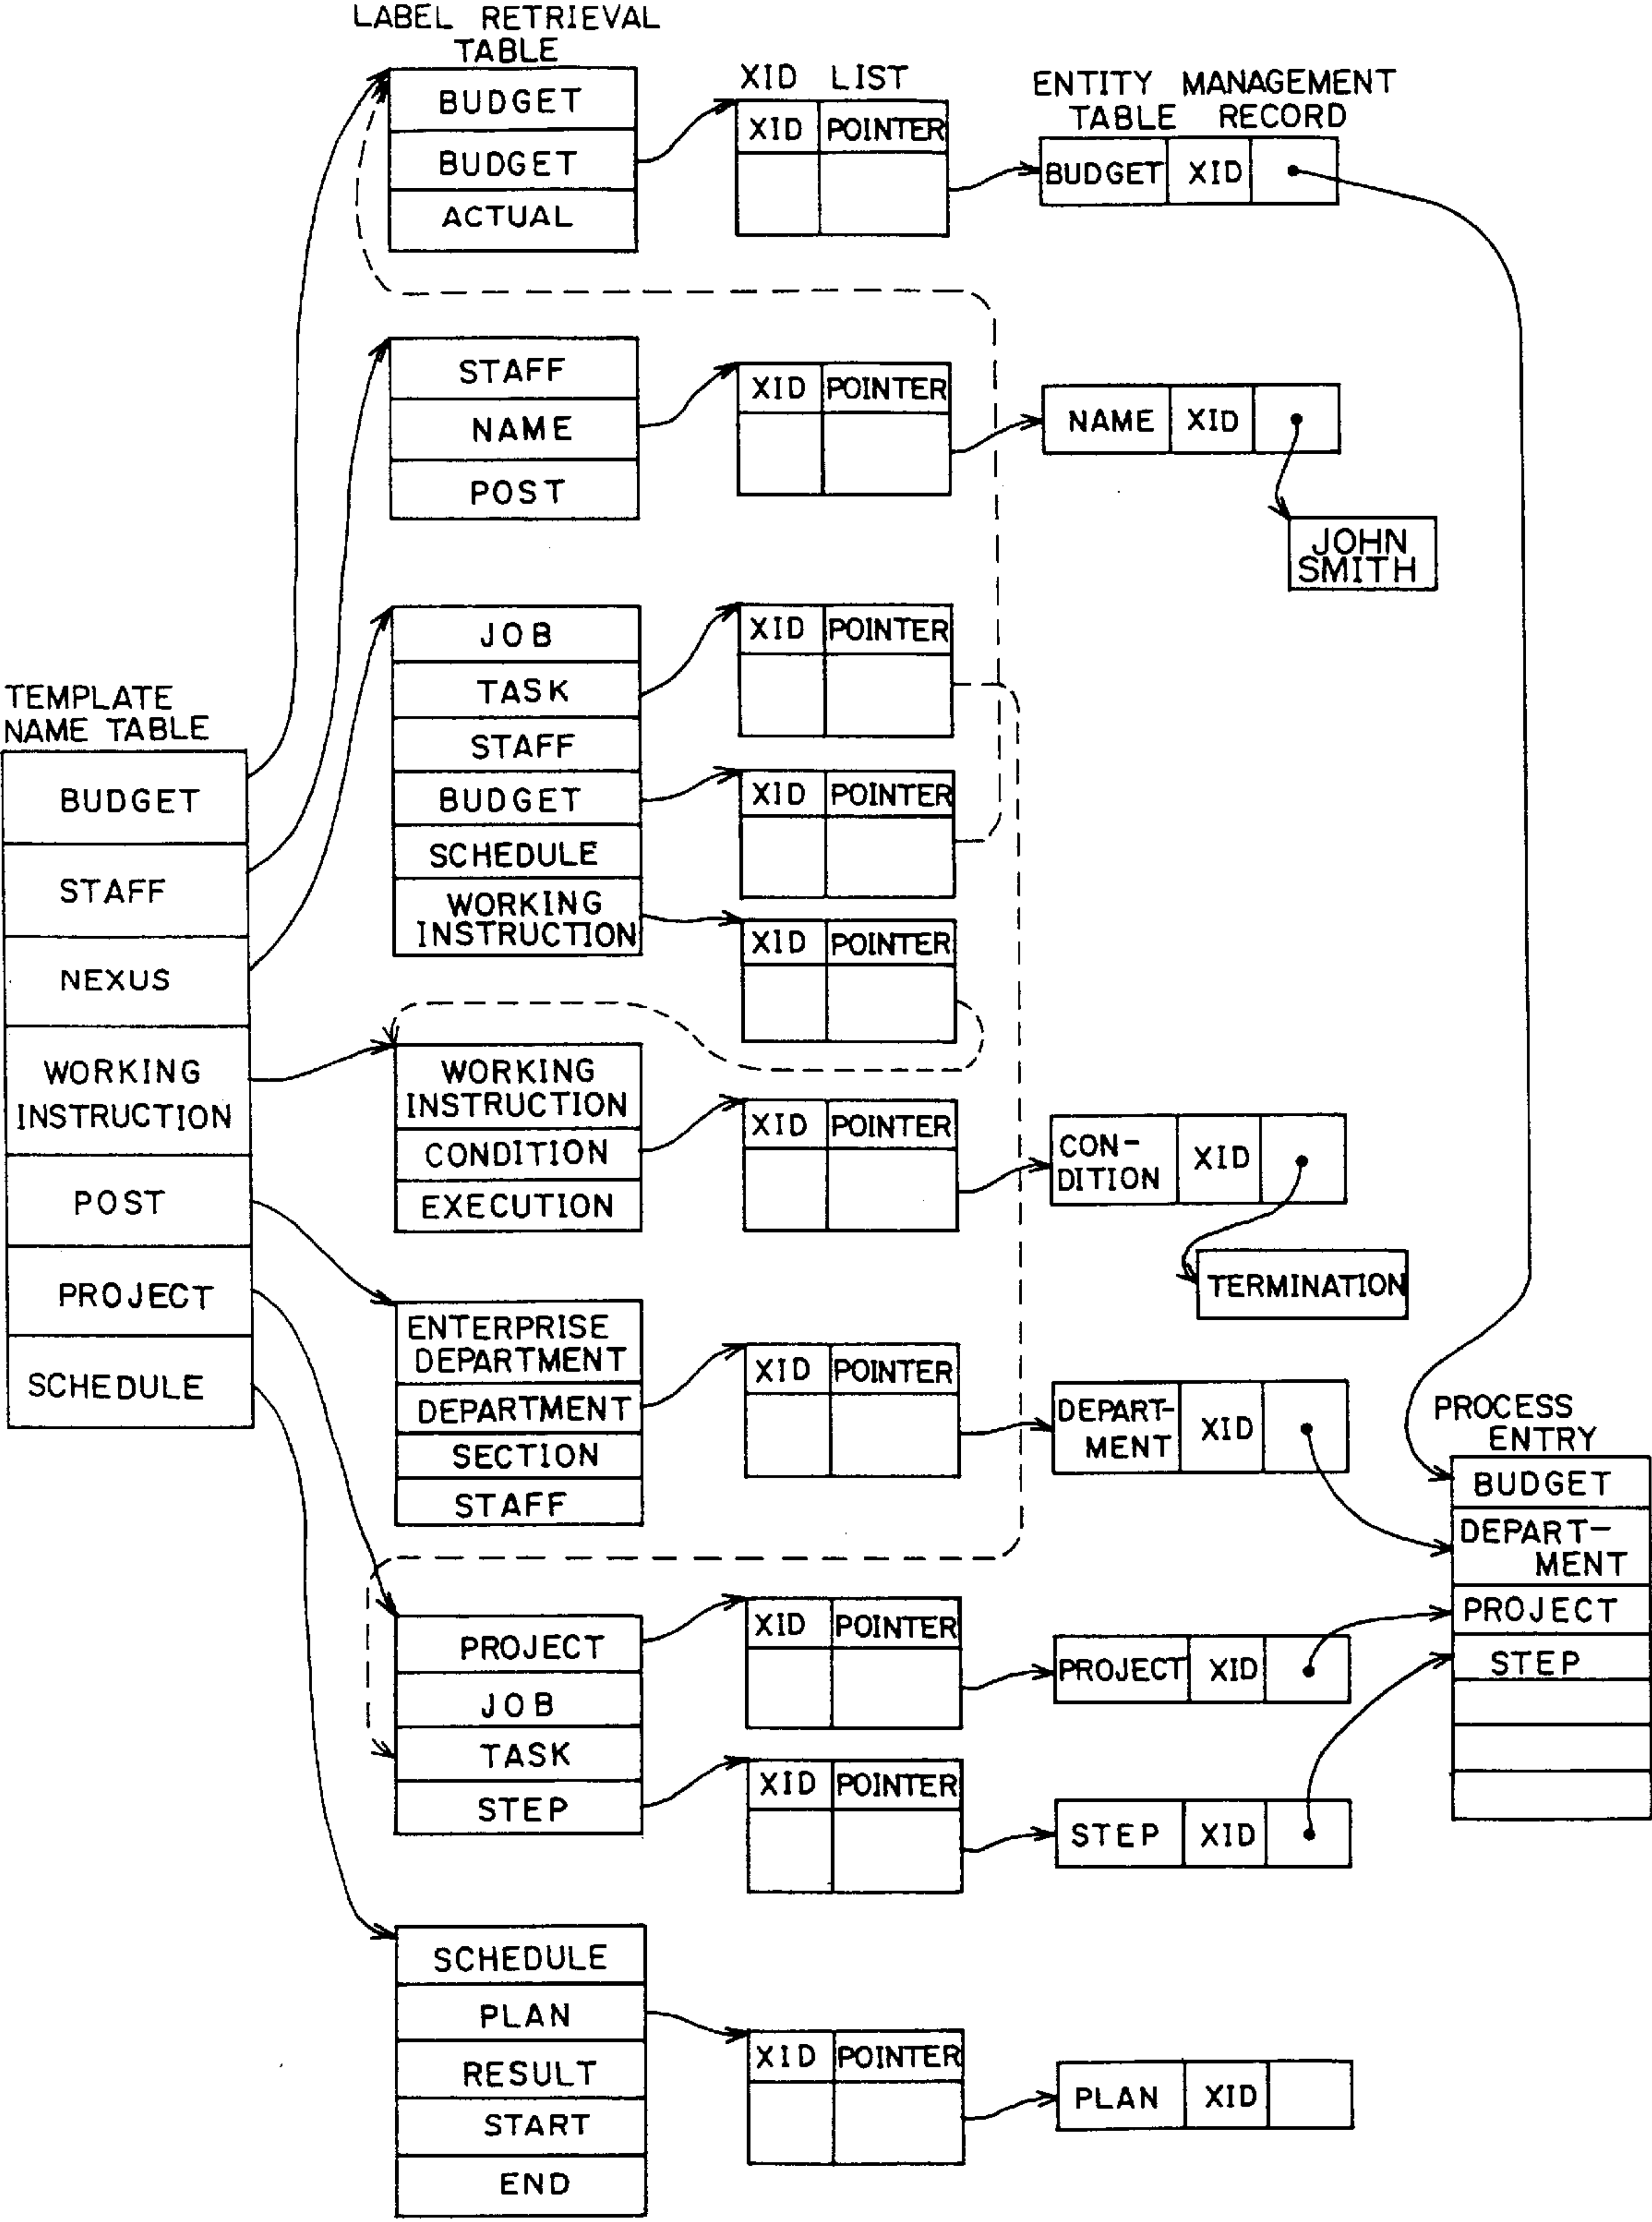 LABEL RETRIEVAL
TABLE
BUDGET
BUDGET
ACTUAL
XID LIST
XID POINTER
ENTITY MANAGEMENT
TABLE RECORD
BUDGET XID
STAFF
NAME
POST
XID POINTER
NAME XID
JOHN
SMITH
JOB
TASK
STAFF
BUDGET
SCHEDULE
WORKING
INSTRUCTION
XID POINTER
XID POINTER
XID POINTER
TEMPLATE
NAME TABLE
BUDGET
STAFF
NEXUS
WORKING
INSTRUCTION
POST
PROJECT
SCHEDULE
WORKING
INSTRUCTION
CONDITION
EXECUTION
XID POINTER
CON-
DITION
XID
TERMINATION
ENTERPRISE
DEPARTMENT
DEPARTMENT
SECTION
STAFF
XID POINTER
DEPART-
MENT
XID
PROCESS
ENTRY
BUDGET
DEPART-
MENT
PROJECT
STEP
PROJECT
JOB
TASK
STEP
XID POINTER
PROJECT XID
XID POINTER
STEP XID
SCHEDULE
PLAN
RESULT
START
END
XID POINTER
PLAN XID